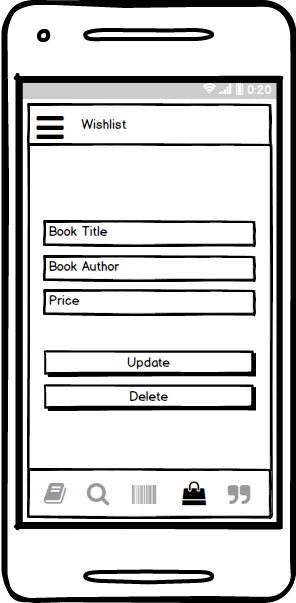 0:20
Wishlist
Book Title
Book Author
Price
Update
Delete